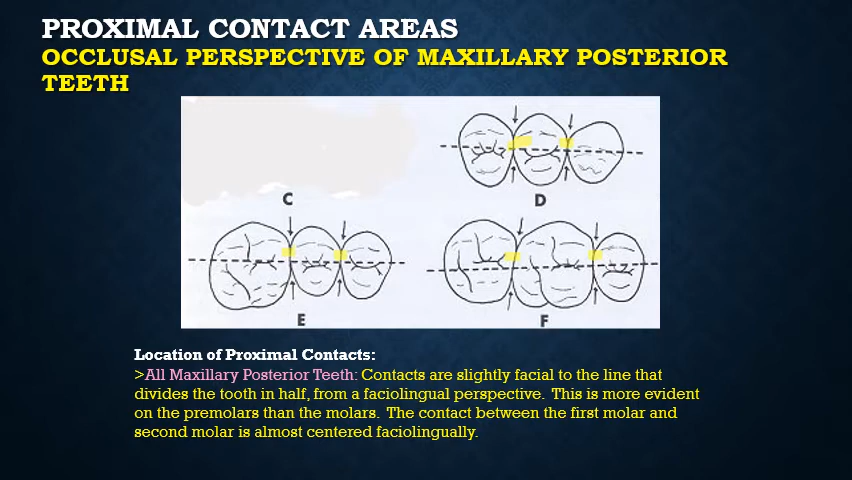 PROXIMAL CONTACT AREAS
OCCLUSAL PERSPECTIVE OF MAXILLARY POSTERIOR
TEETH
C
D
E
F
Location of Proximal Contacts:
>All Maxillary Posterior Teeth: Contacts are slightly facial to the line that
divides the tooth in half, from a faciolingual perspective. This is more evident
on the premolars than the molars. The contact between the first molar and
second molar is almost centered faciolingually.